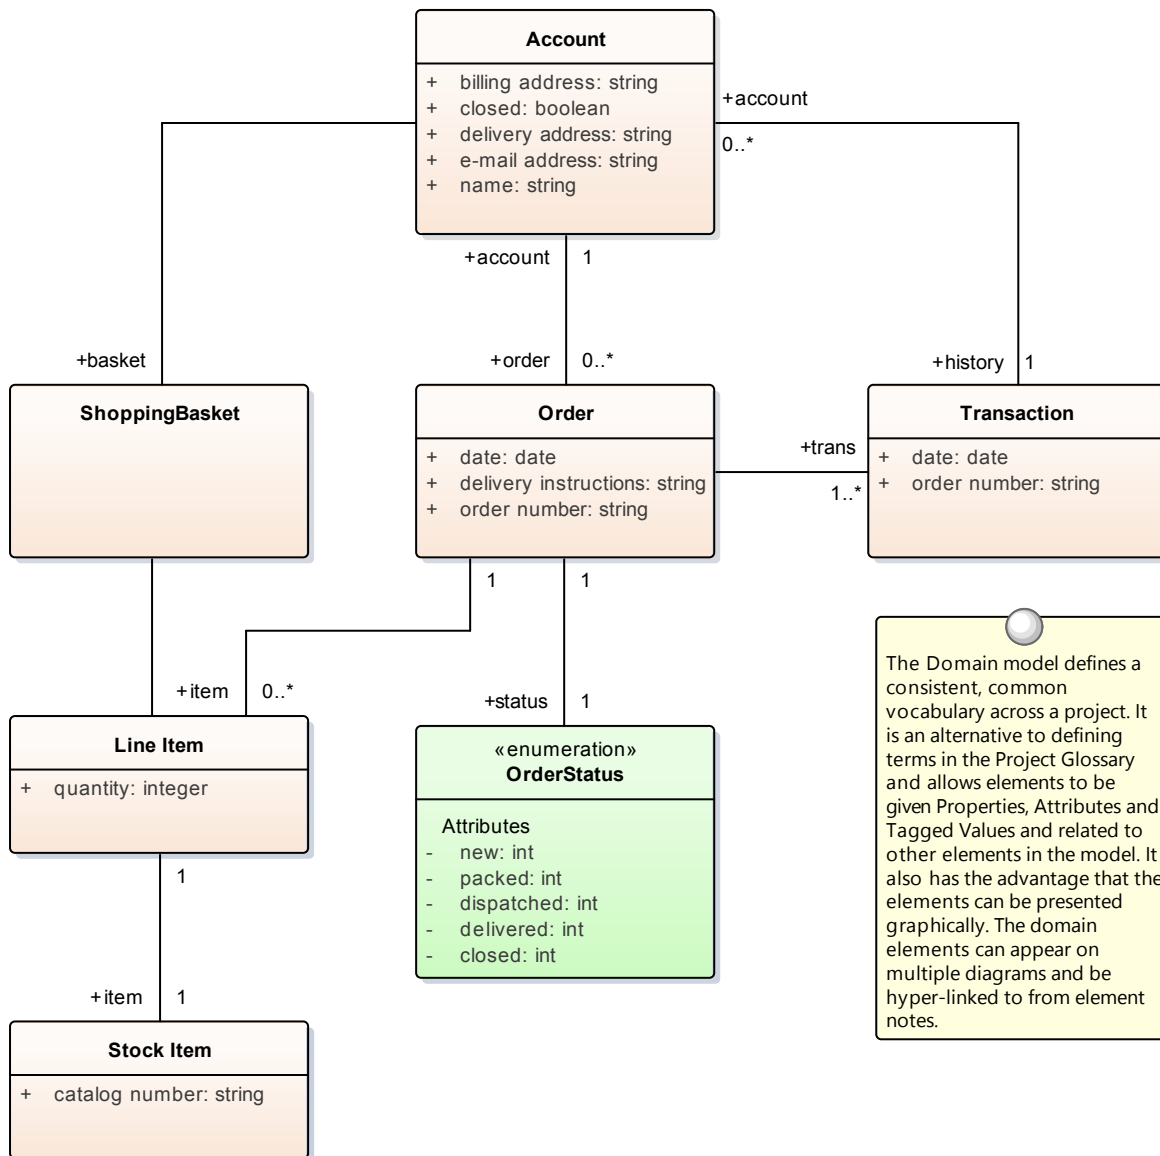 Account
+ billing address: string
+ closed: boolean
+ delivery address: string
+ e-mail address: string
+ name: string
+account
0..*
+account 1
+basket
+order 0..*
+history 1
ShoppingBasket
Order
+ date: date
+ delivery instructions: string
+ order number: string
+trans
1..*
Transaction
+ date: date
+ order number: string
1
1
+item 0..*
+status 1
Line Item
+ quantity: integer
«enumeration»
OrderStatus
Attributes
- new: int
- packed: int
- dispatched: int
- delivered: int
- closed: int
The Domain model defines a
consistent, common
vocabulary across a project. It
is an alternative to defining
terms in the Project Glossary
and allows elements to be
given Properties, Attributes and
Tagged Values and related to
other elements in the model. It
also has the advantage that the
elements can be presented
graphically. The domain
elements can appear on
multiple diagrams and be
hyper-linked to from element
notes.
1
+item 1
Stock Item
+ catalog number: string